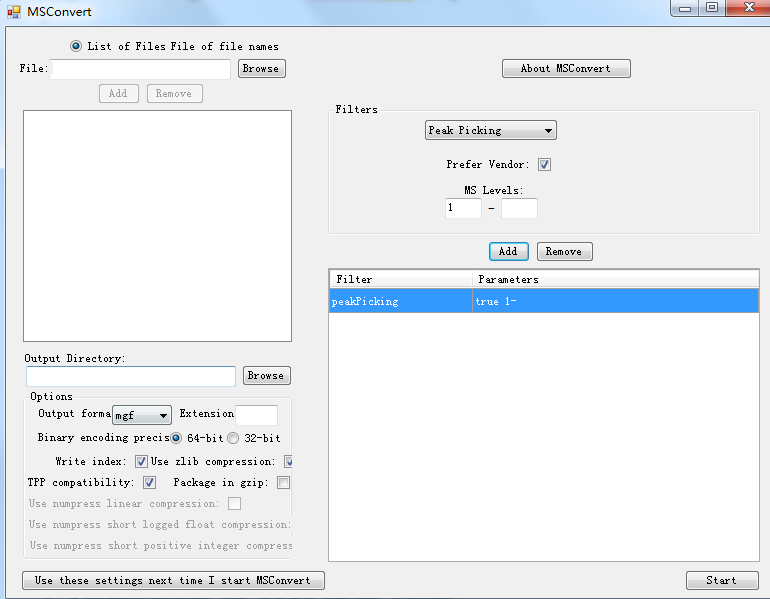 MSConvert
List of Files File of file names
File:
Browse
Add
Remove
About MSConvert
Filters
Peak Picking
Prefer Vendor:
MS Levels:
1 -
Add
Remove
Filter
Parameters
peakPicking
true 1-
Output Directory:
Browse
Options
Output forma
mgf
Extension
Binary encoding precis
64-bit
32-bit
Write index:
Use zlib compression:
TPP compatibility:
Package in gzip:
Use numpress linear compression:
Use numpress short logged float compression:
Use numpress short positive integer compress
Use these settings next time I start MSConvert
Start